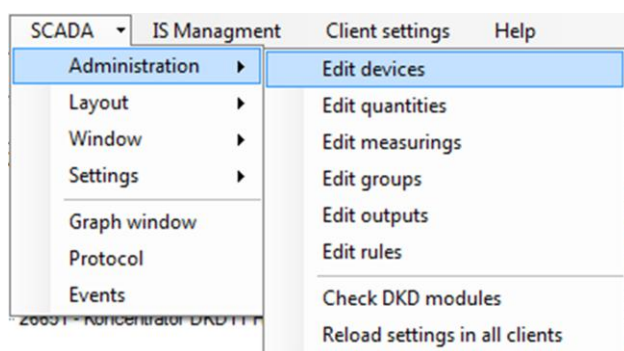 SCADA IS Managment Client settings Help
Administration Edit devices
Layout Edit quantities
Window Edit measurings
Settings Edit groups
Graph window Edit outputs
Protocol Edit rules
Events Check DKD modules
Reload settings in all clients